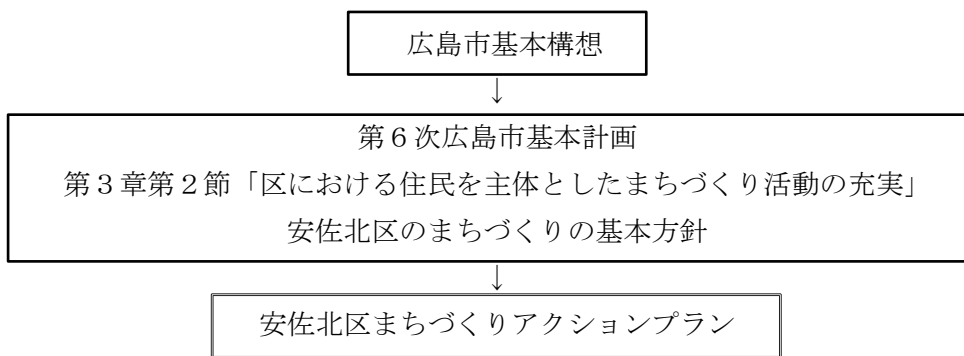 広島市基本構想
↓
第６次広島市基本計画
第３章第２節「区における住民を主体としたまちづくり活動の充実」
安佐北区のまちづくりの基本方針
↓
安佐北区まちづくりアクションプラン